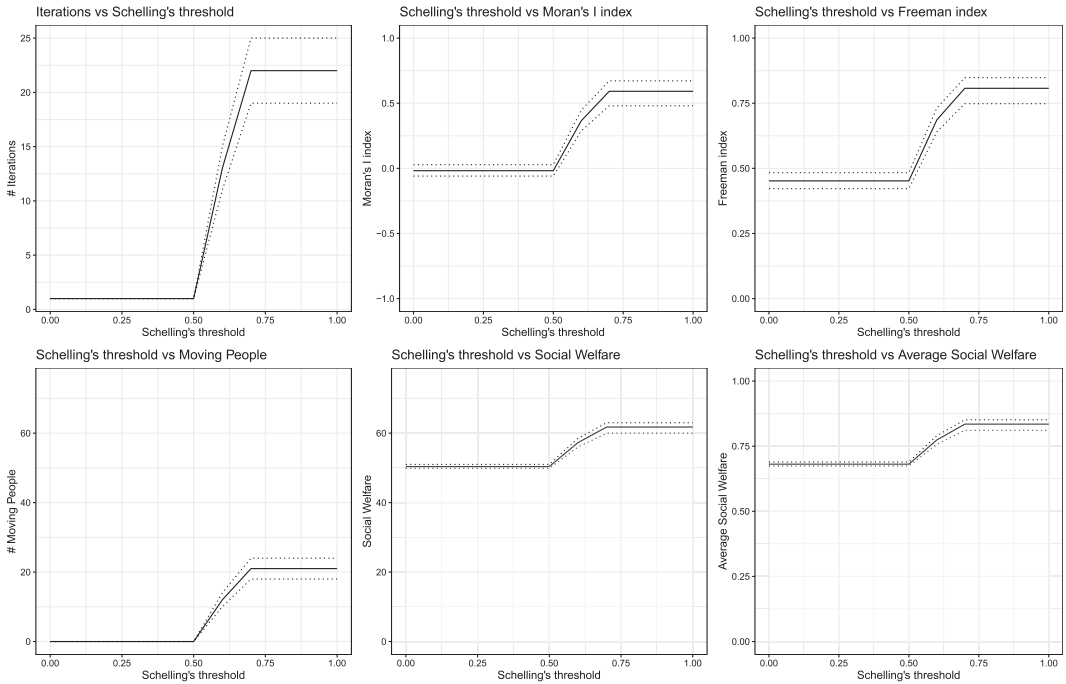 Iterations vs Schelling's threshold
25
20
15
10
5
0
# Iterations
0.00 0.25 0.50 0.75 1.00
Schelling's threshold
Schelling's threshold vs Moran's I index
1.0
0.5
0.0
−0.5
−1.0
Moran's I index
0.00 0.25 0.50 0.75 1.00
Schelling's threshold
Schelling's threshold vs Freeman index
1.00
0.75
0.50
0.25
0.00
Freeman index
0.00 0.25 0.50 0.75 1.00
Schelling's threshold
Schelling's threshold vs Moving People
60
40
20
0
# Moving People
0.00 0.25 0.50 0.75 1.00
Schelling's threshold
Schelling's threshold vs Social Welfare
60
40
20
0
Social Welfare
0.00 0.25 0.50 0.75 1.00
Schelling's threshold
Schelling's threshold vs Average Social Welfare
1.00
0.75
0.50
0.25
0.00
Average Social Welfare
0.00 0.25 0.50 0.75 1.00
Schelling's threshold